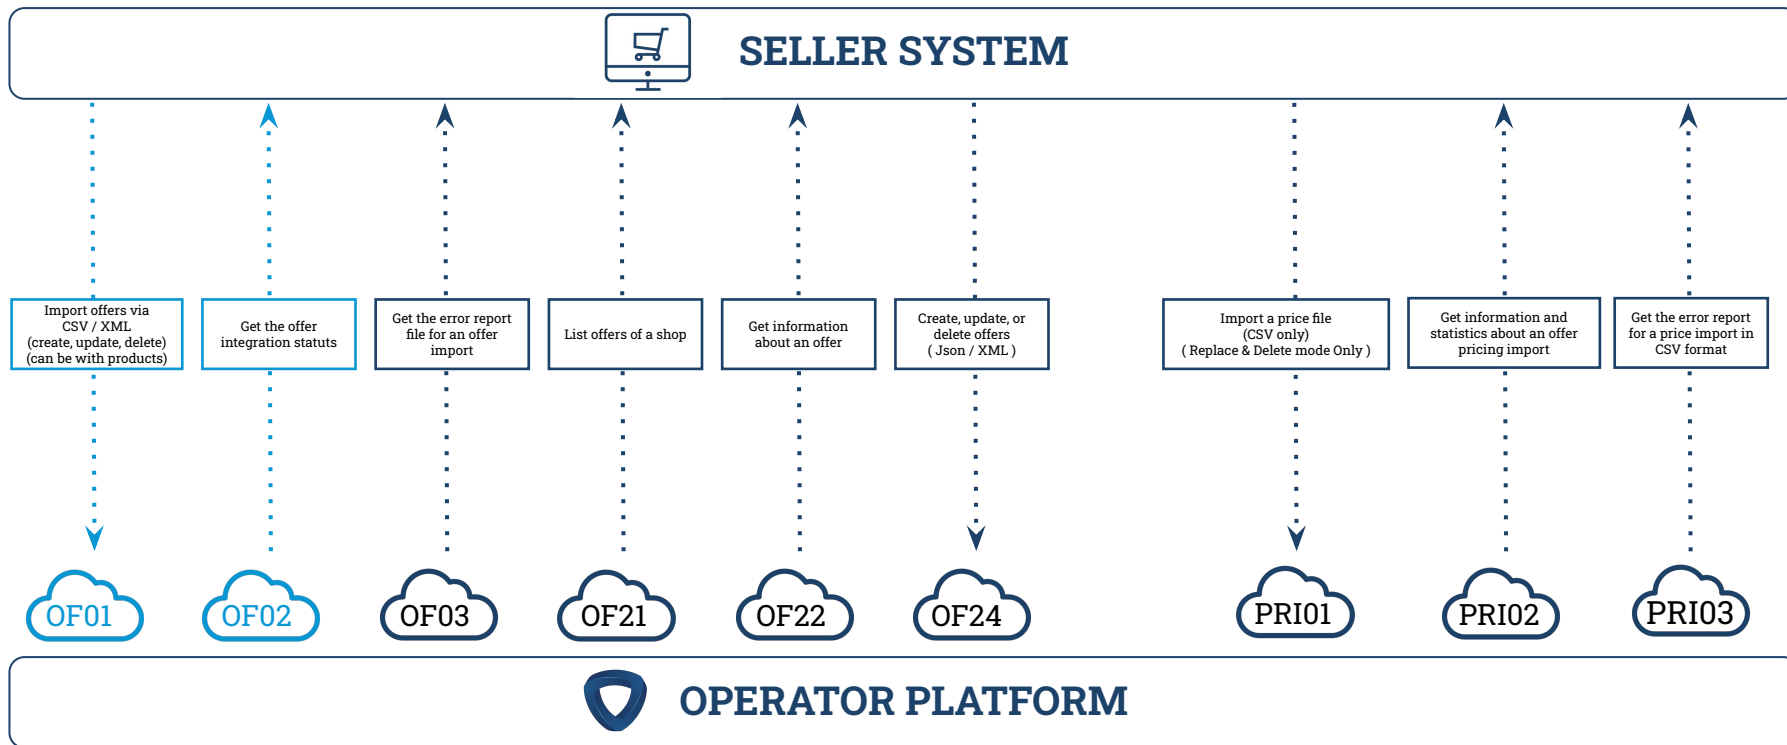 SELLER SYSTEM
Import offers via
CSV / XML
(create, update, delete)
(can be with products)
Get the offer
integration statuts
Get the error report
file for an offer
import
List offers of a shop
Get information
about an offer
Create, update, or
delete offers
( Json / XML )
Import a price file
(CSV only)
( Replace & Delete mode Only )
Get information and
statistics about an offer
pricing import
Get the error report
for a price import in
CSV format
OF01
OF02
OF03
OF21
OF22
OF24
PRI01
PRI02
PRI03
OPERATOR PLATFORM